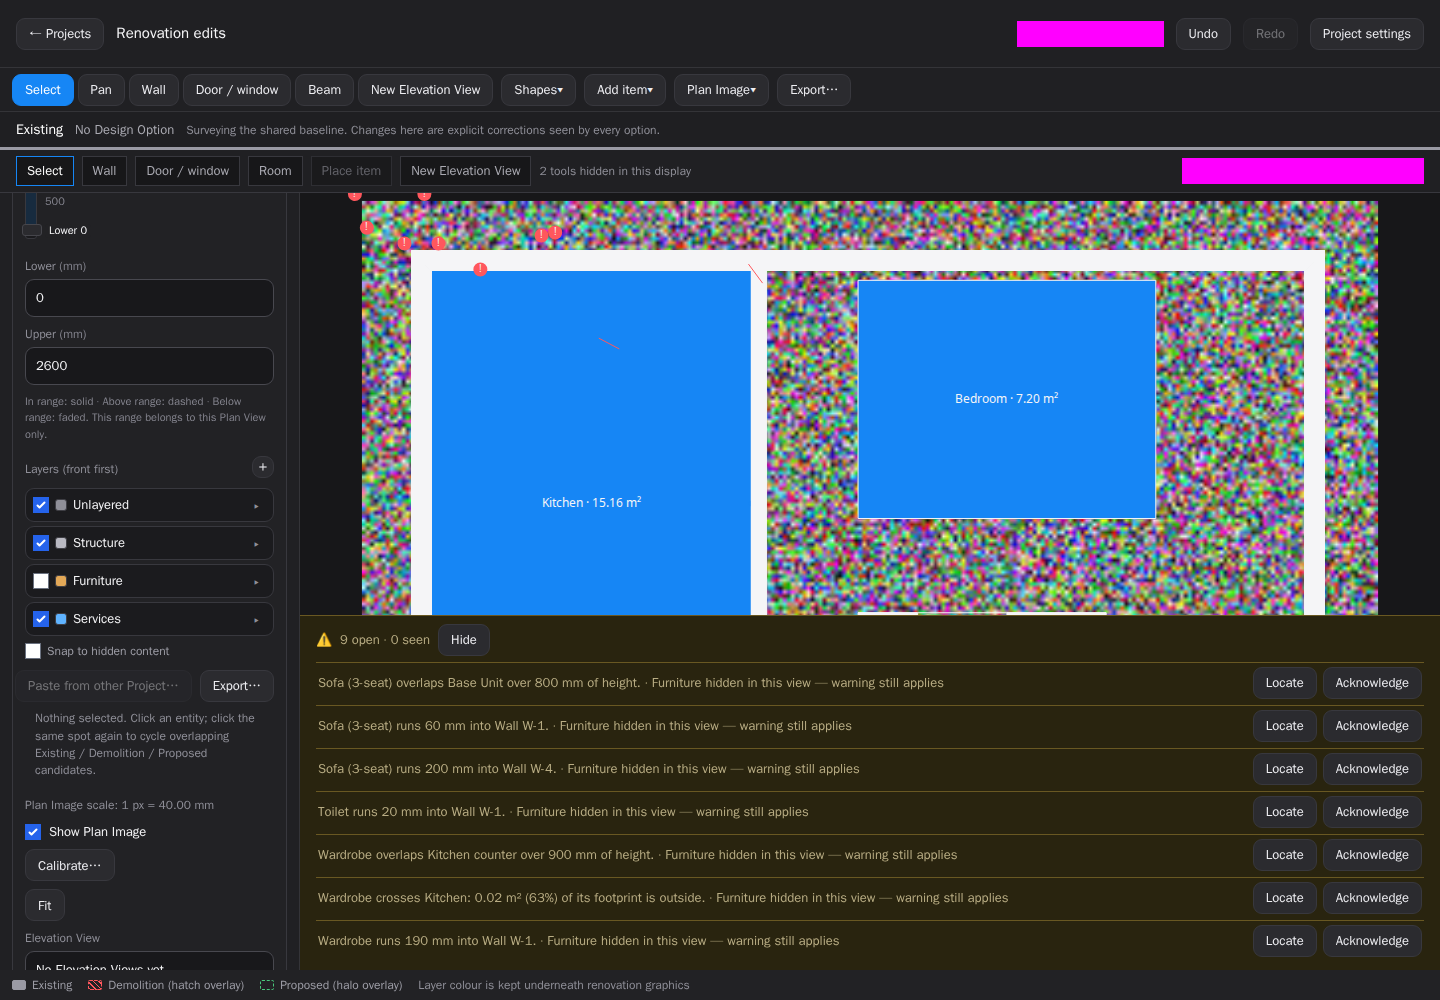 ← Projects
Renovation edits
Undo
Redo
Project settings
Select
Pan
Wall
Door / window
Beam
New Elevation View
Shapes▾
Add item▾
Plan Image▾
Export⋯
Existing No Design Option Surveying the shared baseline. Changes here are explicit corrections seen by every option.
Select
Wall
Door / window
Room
Place item
New Elevation View
2 tools hidden in this display
500
Lower 0
Lower (mm)
0
Upper (mm)
2600
In range: solid · Above range: dashed · Below
range: faded. This range belongs to this Plan View
only.
Layers (front first)
+
Unlayered
Structure
Furniture
Services
Snap to hidden content
Paste from other Project⋯
Export⋯
Nothing selected. Click an entity; click the
same spot again to cycle overlapping
Existing / Demolition / Proposed
candidates.
Plan Image scale: 1 px = 40.00 mm
Show Plan Image
Calibrate⋯
Fit
Elevation View
No Elevation Views yet
Kitchen · 15.16 m²
Bedroom · 7.20 m²
9 open · 0 seen
Hide
Sofa (3-seat) overlaps Base Unit over 800 mm of height. · Furniture hidden in this view — warning still applies
Locate
Acknowledge
Sofa (3-seat) runs 60 mm into Wall W-1. · Furniture hidden in this view — warning still applies
Locate
Acknowledge
Sofa (3-seat) runs 200 mm into Wall W-4. · Furniture hidden in this view — warning still applies
Locate
Acknowledge
Toilet runs 20 mm into Wall W-1. · Furniture hidden in this view — warning still applies
Locate
Acknowledge
Wardrobe overlaps Kitchen counter over 900 mm of height. · Furniture hidden in this view — warning still applies
Locate
Acknowledge
Wardrobe crosses Kitchen: 0.02 m² (63%) of its footprint is outside. · Furniture hidden in this view — warning still applies
Locate
Acknowledge
Wardrobe runs 190 mm into Wall W-1. · Furniture hidden in this view — warning still applies
Locate
Acknowledge
Existing
Demolition (hatch overlay)
Proposed (halo overlay)
Layer colour is kept underneath renovation graphics